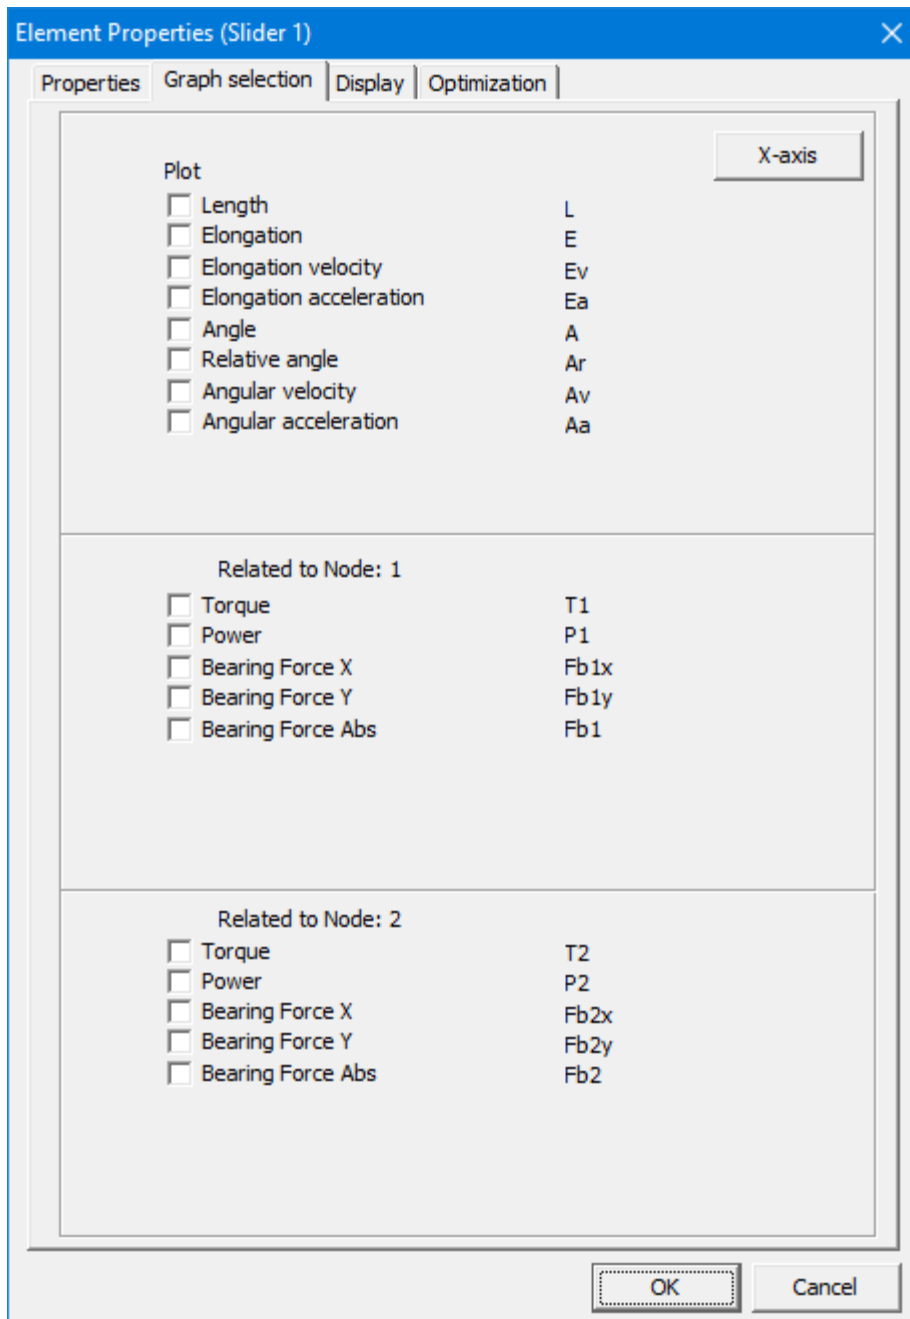 Element Properties (Slider 1)
Properties Graph selection Display Optimization
X-axis
Plot
Length L
Elongation E
Elongation velocity Ev
Elongation acceleration Ea
Angle A
Relative angle Ar
Angular velocity Av
Angular acceleration Aa
Related to Node: 1
Torque T1
Power P1
Bearing Force X Fb1x
Bearing Force Y Fb1y
Bearing Force Abs Fb1
Related to Node: 2
Torque T2
Power P2
Bearing Force X Fb2x
Bearing Force Y Fb2y
Bearing Force Abs Fb2
OK Cancel